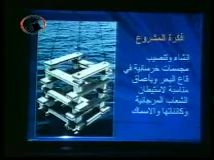 فكرة المشروع
انشاء وتنصيب
مجسمات خرسانية في
قاع البحر وبأعماق
مناسبة لاستيطان
الشعاب المرجانية
وكائناتها والاسماك